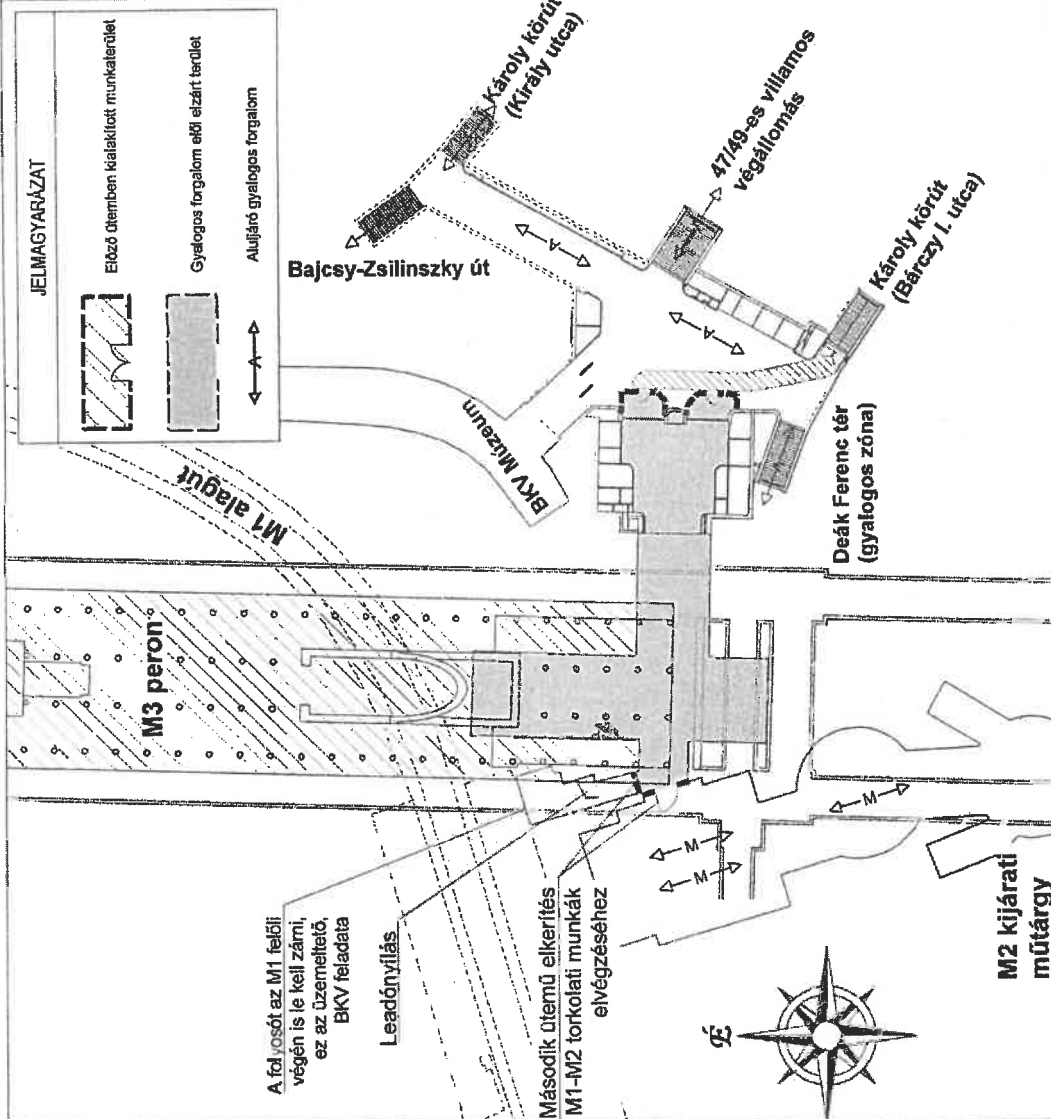 JELMAGYARÁZAT
Előző ütemben kialakított munkaterület
Gyalogos forgalom elől elzárt terület
A
Aluljáró gyalogos forgalom
Károly körút
(Király utca)
47/49-es villamos
végállomás
Károly körút
(Bárczy I. utca)
Bajcsy-Zsilinszky út
A
A
A
BKV Múzeum
M1 alagút
M3 peron
Deák Ferenc tér
(gyalogos zóna)
A folyosót az M1 felőli
végén is le kell zárni,
ez az üzemeltető,
BKV feladata
Leadónyílás
Második ütemű elkerítés
M1-M2 torkolati munkák
elvégzéséhez
M
M
M
É
M2 kijárati
műtárgy